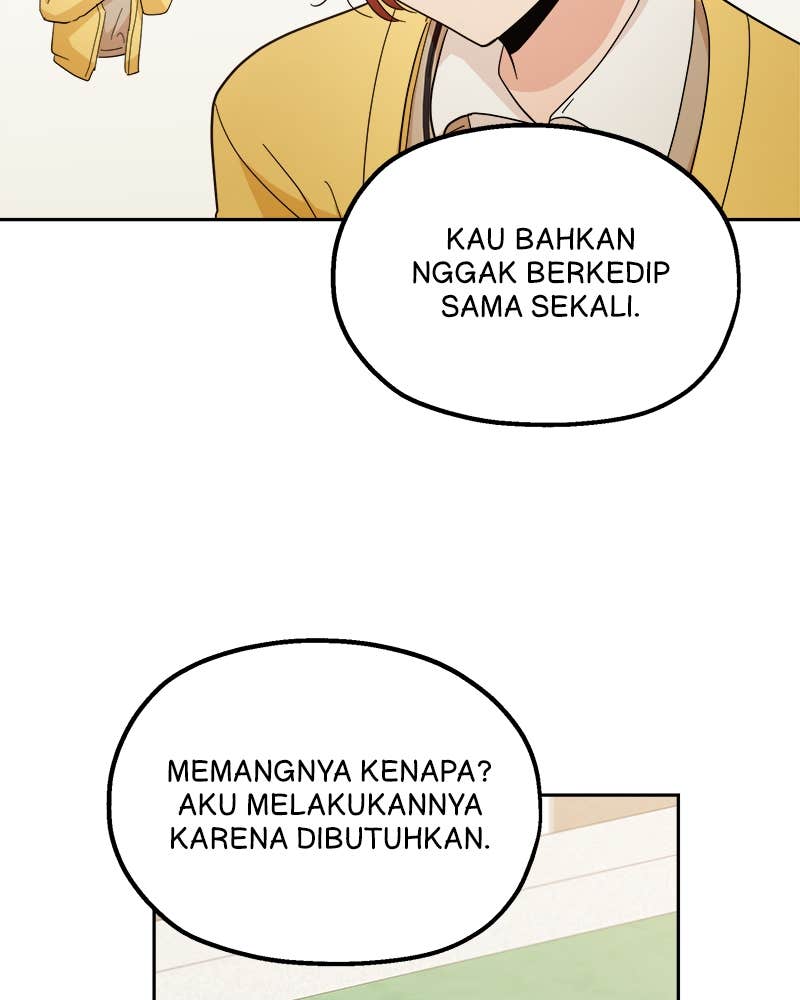 KAU BAHKAN
NGGAK BERKEDIP
SAMA SEKALI.
MEMANGNYA KENAPA?
AKU MELAKUKANNYA
KARENA DIBUTUHKAN.